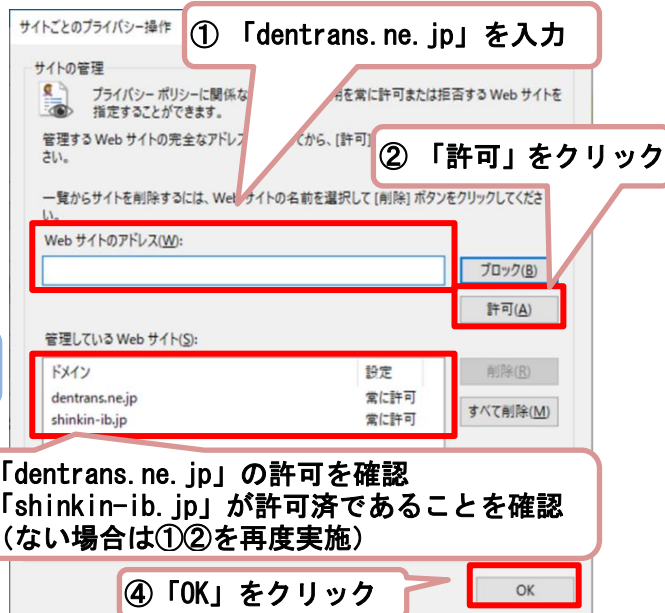 サイトごとのプライバシー操作
① 「dentrans.ne.jp」を入力
サイトの管理
プライバシー ポリシーに関係な
用を常に許可または拒否する Web サイトを
指定することができます。
管理する Web サイトの完全なアドレ
てから、[許可]
さい。
② 「許可」をクリック
一覧からサイトを削除するには、Web サイトの名前を選択して [削除] ボタンをクリックしてくださ
い。
Web サイトのアドレス(W):
ブロック(B)
許可(A)
管理している Web サイト(S):
ドメイン 設定
削除(R)
dentrans.ne.jp 常に許可
shinkin-ib.jp 常に許可
すべて削除(M)
「dentrans.ne.jp」の許可を確認
「shinkin-ib.jp」が許可済であることを確認
(ない場合は①②を再度実施)
④「OK」をクリック
OK